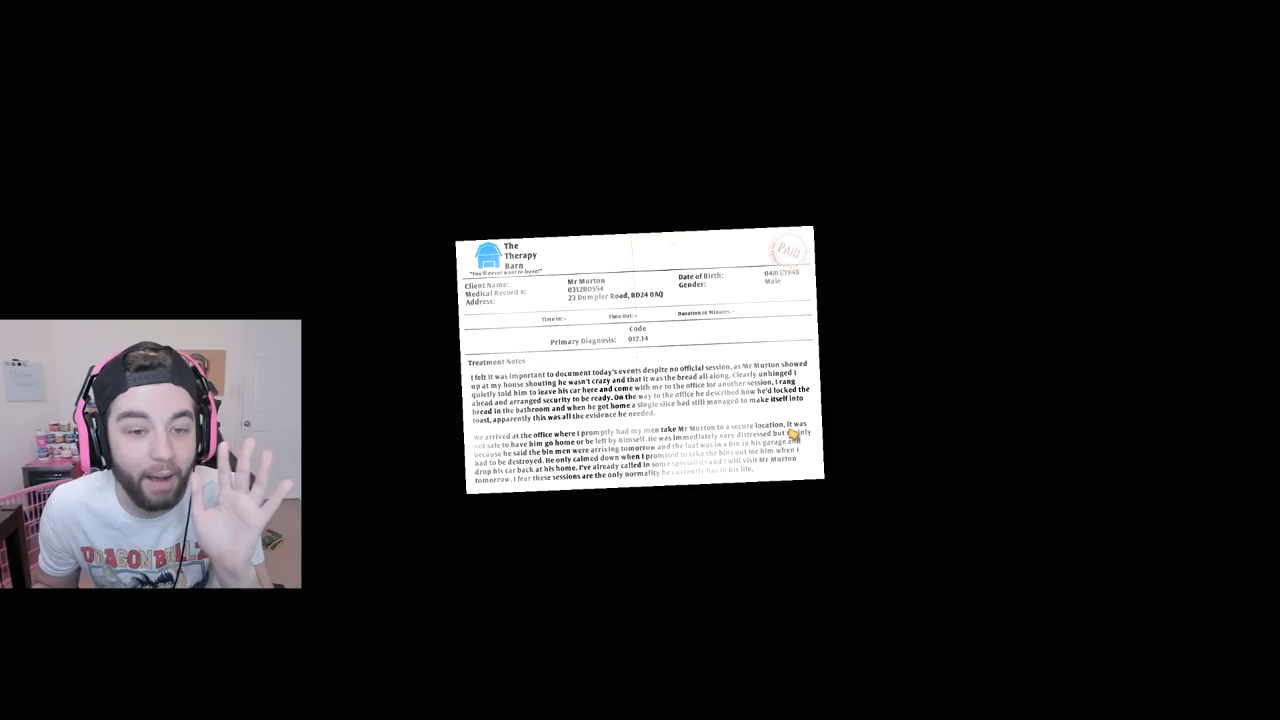 The
Therapy
Barn
"You'll never want to leave!"
PAID
Client Name: Mr Murton Date of Birth: 04/03/1948
Medical Record #: 031280554 Gender: Male
Address: 23 Dumpler Road, BD24 0AQ
Time In: - Time Out: - Duration in Minutes: -
Code
Primary Diagnosis: 017.14
Treatment Notes
I felt it was important to document today's events despite no official session, as Mr Murton showed
up at my house shouting he wasn't crazy and that it was the bread all along. Clearly unhinged I
quietly told him to leave his car here and come with me to the office for another session, I rang
ahead and arranged security to be ready. On the way to the office he described how he'd locked the
bread in the bathroom and when he got home a single slice had still managed to make itself into
toast, apparently this was all the evidence he needed.
We arrived at the office where I promptly had my men take Mr Murton to a secure location, it was
not safe to have him go home or be left by himself. He was immediately very distressed but
because he said the bin men were arriving tomorrow and the loaf was in a bin in his garage and
had to be destroyed. He only calmed down when I promised to take the bins out for him when I
drop his car back at his home. I've already called in some specialists and I will visit Mr Murton
tomorrow, I fear these sessions are the only normality he currently has in his life.
DRAGON BALL Z